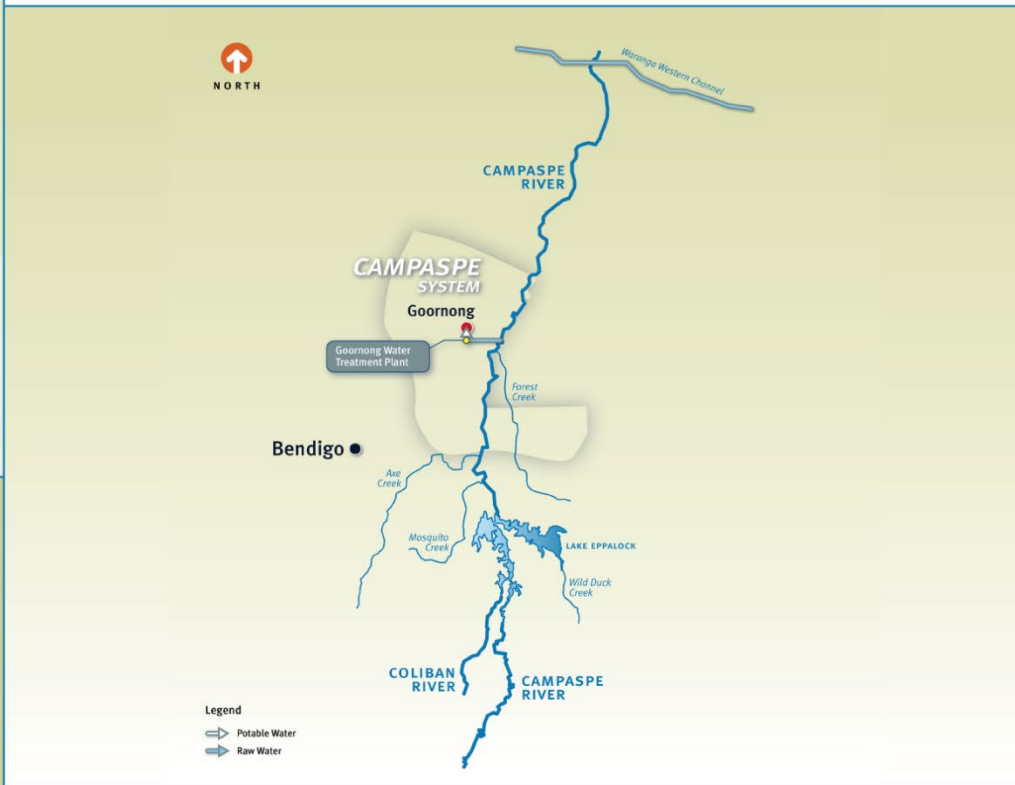 NORTH
Waranga Western Channel
CAMPASPE
RIVER
CAMPASPE
SYSTEM
Goornong
Goornong Water
Treatment Plant
Forest
Creek
Bendigo
Axe
Creek
Mosquito
Creek
LAKE EPPALOCK
Wild Duck
Creek
COLIBAN
RIVER
CAMPASPE
RIVER
Legend
Potable Water
Raw Water